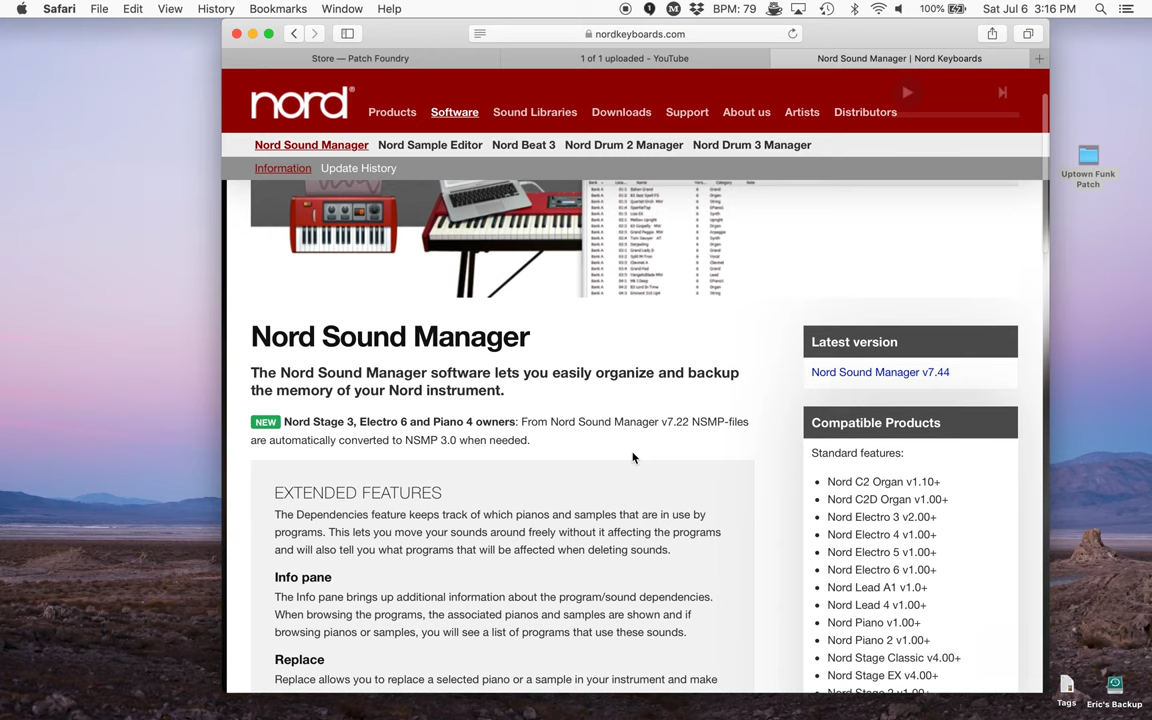 Safari File Edit View History Bookmarks Window Help BPM: 79 100% Sat Jul 6 3:16 PM
nordkeyboards.com
Store — Patch Foundry 1 of 1 uploaded - YouTube Nord Sound Manager | Nord Keyboards
nord® Products Software Sound Libraries Downloads Support About us Artists Distributors
Nord Sound Manager Nord Sample Editor Nord Beat 3 Nord Drum 2 Manager Nord Drum 3 Manager
Information Update History
Uptown Funk
Patch
Nord Sound Manager
The Nord Sound Manager software lets you easily organize and backup
the memory of your Nord instrument.
NEW Nord Stage 3, Electro 6 and Piano 4 owners: From Nord Sound Manager v7.22 NSMP-files
are automatically converted to NSMP 3.0 when needed.
EXTENDED FEATURES
The Dependencies feature keeps track of which pianos and samples that are in use by
programs. This lets you move your sounds around freely without it affecting the programs
and will also tell you what programs that will be affected when deleting sounds.
Info pane
The Info pane brings up additional information about the program/sound dependencies.
When browsing the programs, the associated pianos and samples are shown and if
browsing pianos or samples, you will see a list of programs that use these sounds.
Replace
Replace allows you to replace a selected piano or a sample in your instrument and make
Latest version
Nord Sound Manager v7.44
Compatible Products
Standard features:
• Nord C2 Organ v1.10+
• Nord C2D Organ v1.00+
• Nord Electro 3 v2.00+
• Nord Electro 4 v1.00+
• Nord Electro 5 v1.00+
• Nord Electro 6 v1.00+
• Nord Lead A1 v1.0+
• Nord Lead 4 v1.00+
• Nord Piano v1.00+
• Nord Piano 2 v1.00+
• Nord Stage Classic v4.00+
• Nord Stage EX v4.00+
• Nord Stage 2 v1.00+
Tags
Eric's Backup